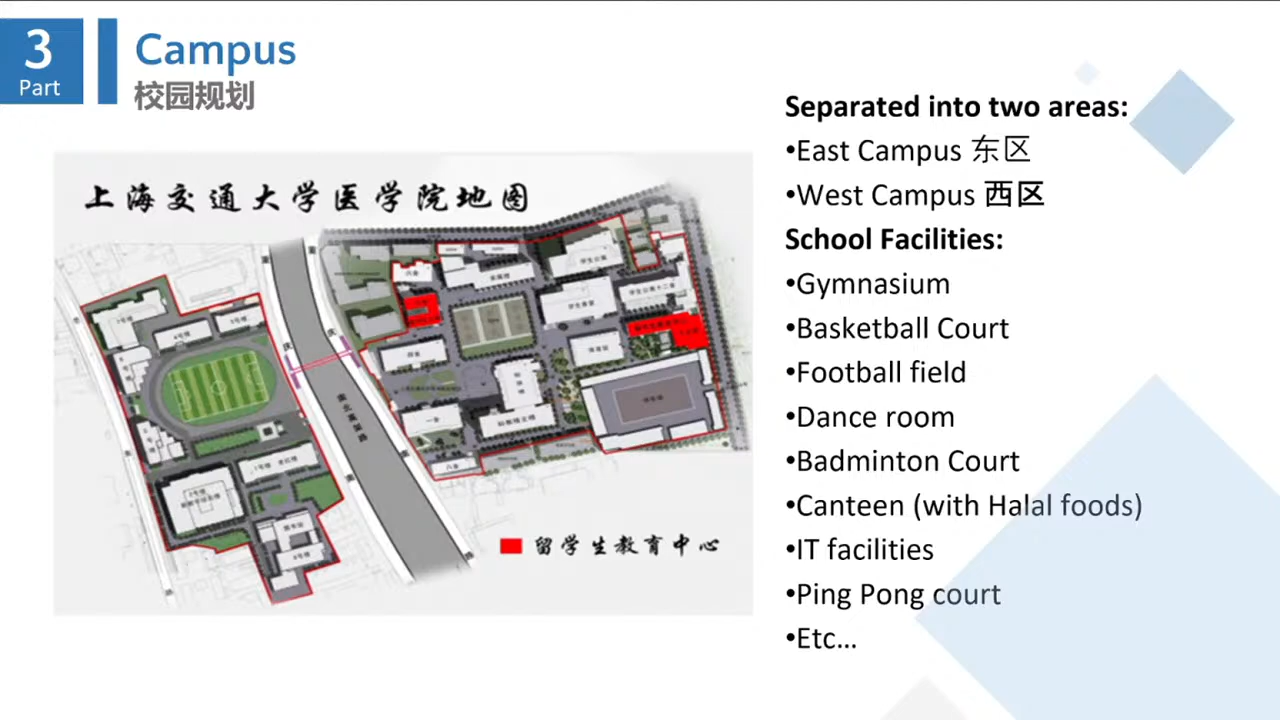 3
Part
Campus
校园规划
上海交通大学医学院地图
留学生教育中心
Separated into two areas:
•East Campus 东区
•West Campus 西区
School Facilities:
•Gymnasium
•Basketball Court
•Football field
•Dance room
•Badminton Court
•Canteen (with Halal foods)
•IT facilities
•Ping Pong court
•Etc…